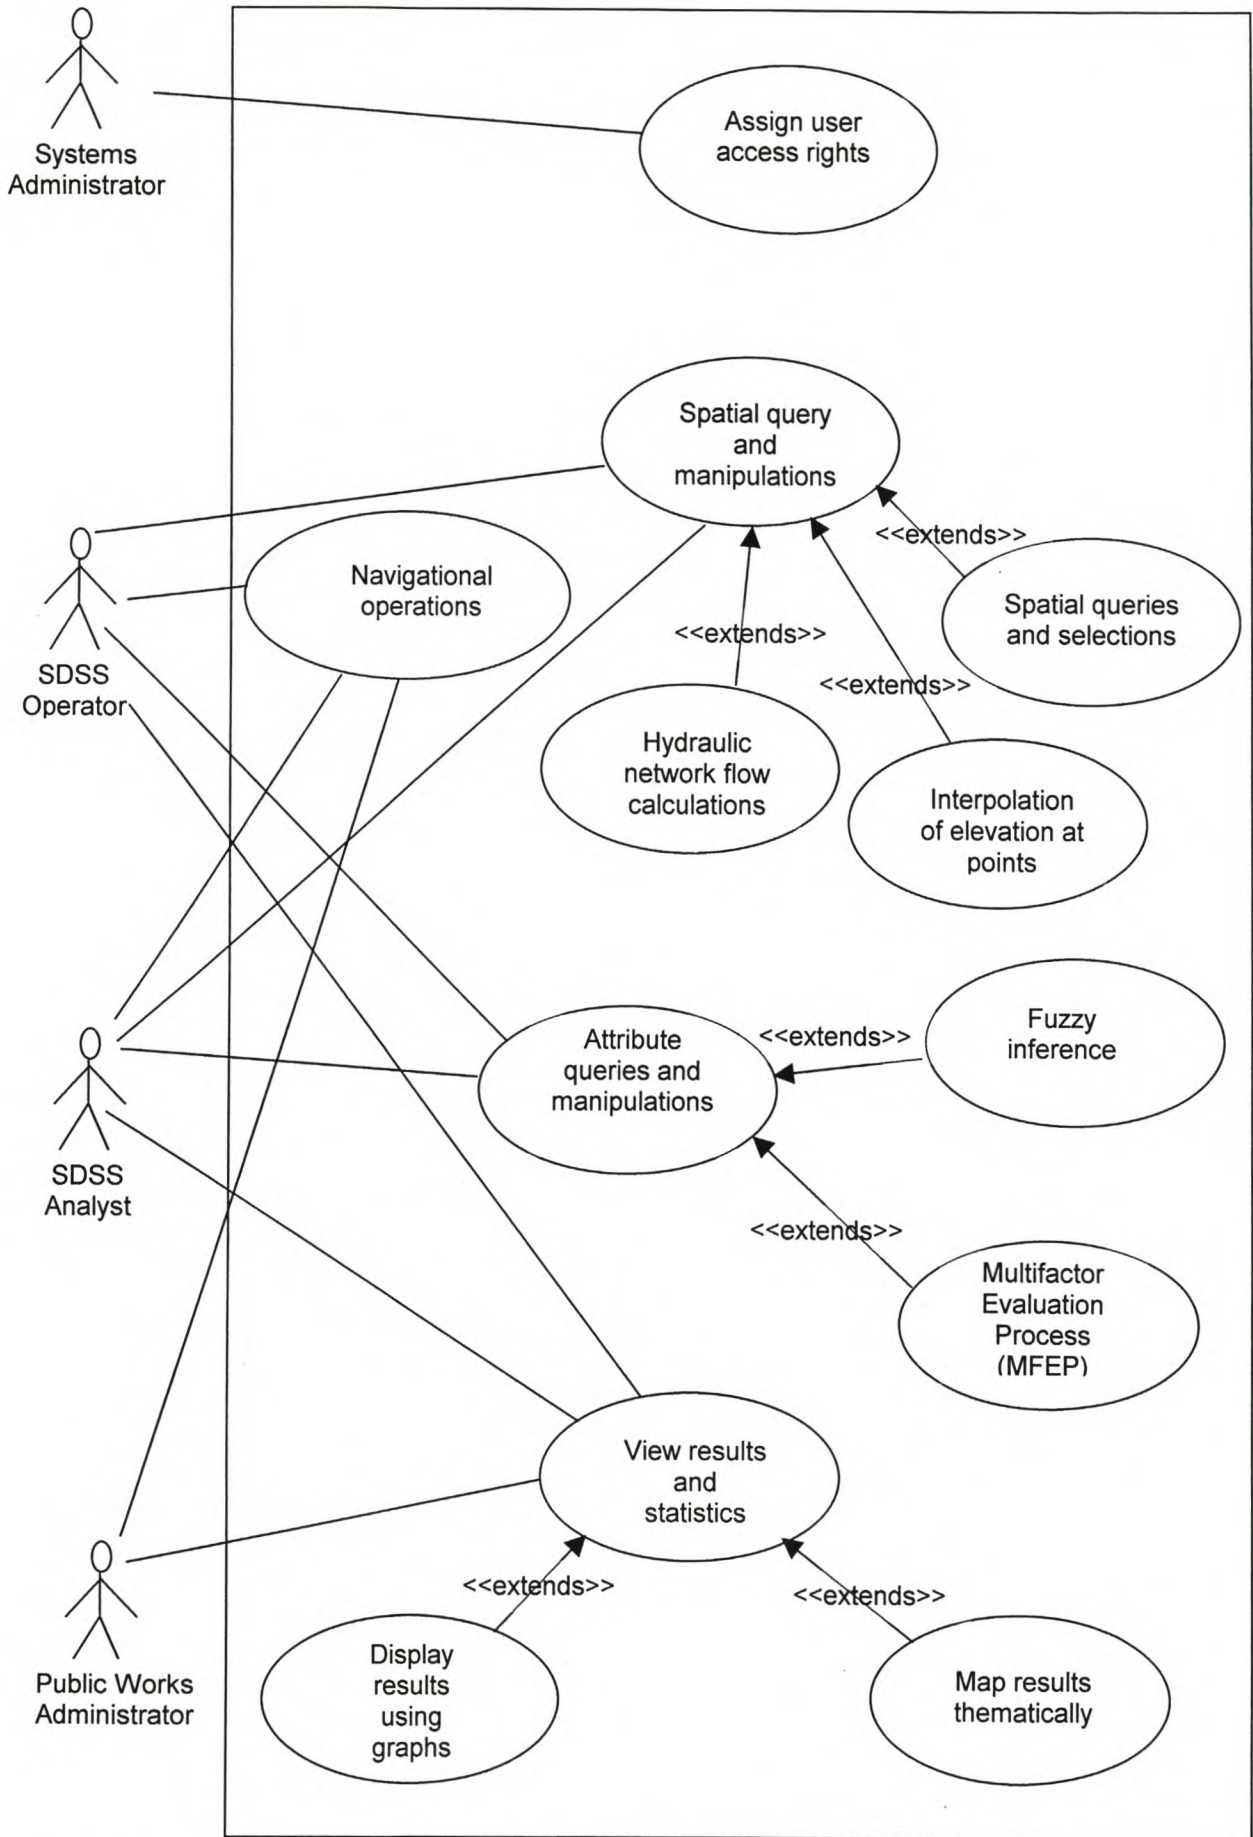 Systems
Administrator
Assign user
access rights
Spatial query
and
manipulations
<<extends>>
Navigational
operations
Spatial queries
and selections
<<extends>>
SDSS
Operator
<<extends>>
Hydraulic
network flow
calculations
Interpolation
of elevation at
points
Fuzzy
inference
<<extends>>
Attribute
queries and
manipulations
SDSS
Analyst
<<extends>>
Multifactor
Evaluation
Process
(MFEP)
View results
and
statistics
<<extends>>
<<extends>>
Public Works
Administrator
Display
results
using
graphs
Map results
thematically